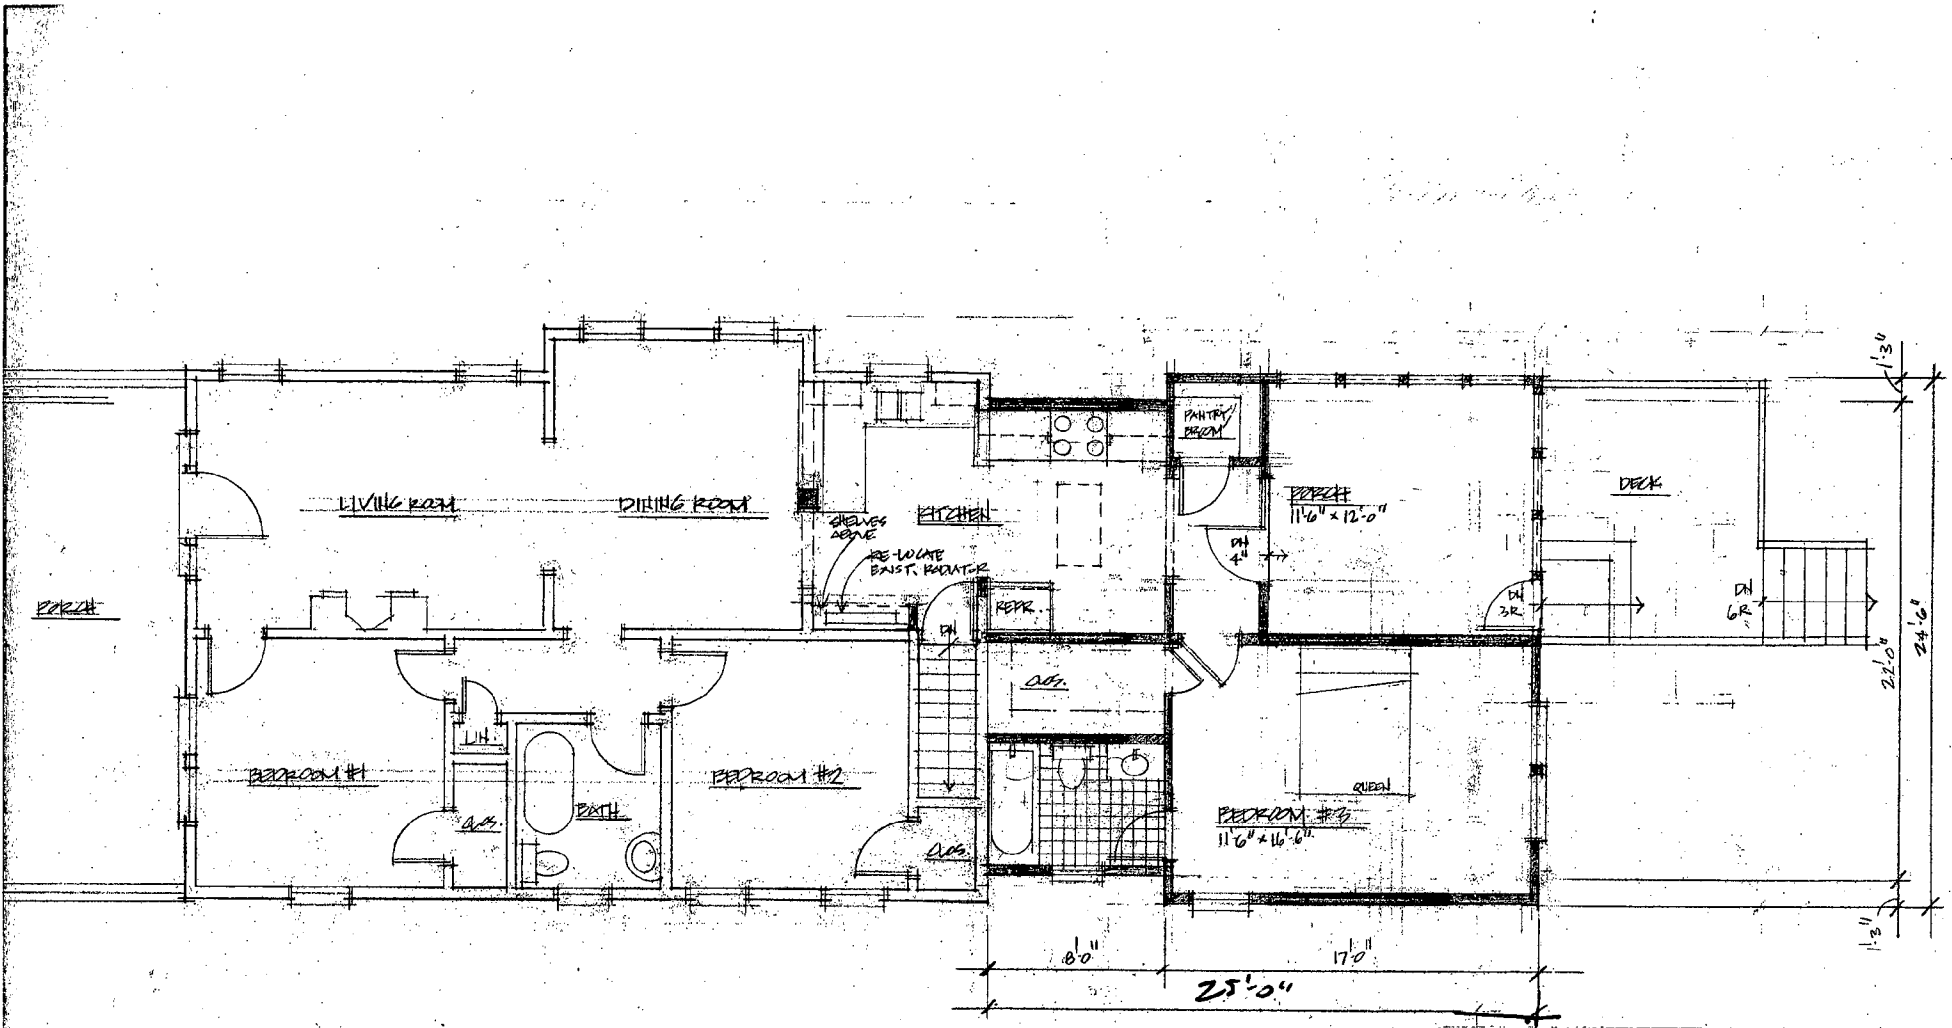 1'-3"
PANTRY/
BROOM
LIVING ROOM
DINING ROOM
SHELVES
ABOVE
RE-LOCATE
EXIST. RADIATOR
KITCHEN
PORCH
11'-6" x 12'-0"
DECK
DN
4"
REFR.
DN
3R
DN
6R
PORCH
DN
22'-0"
24'-6"
CLOS.
LIN.
BEDROOM #1
BATH
BEDROOM #2
QUEEN
BEDROOM #3
11'-6" x 16'-6"
CLOS.
CLOS.
1'-3"
8'-0"
17'-0"
25'-0"